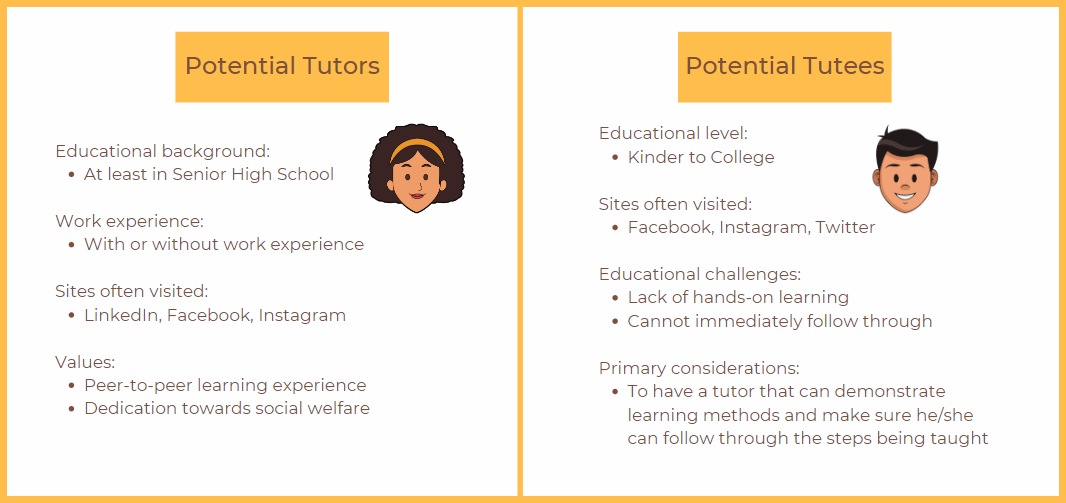 Potential Tutors
Educational background:
• At least in Senior High School
Work experience:
• With or without work experience
Sites often visited:
• LinkedIn, Facebook, Instagram
Values:
• Peer-to-peer learning experience
• Dedication towards social welfare
Potential Tutees
Educational level:
• Kinder to College
Sites often visited:
• Facebook, Instagram, Twitter
Educational challenges:
• Lack of hands-on learning
• Cannot immediately follow through
Primary considerations:
• To have a tutor that can demonstrate
learning methods and make sure he/she
can follow through the steps being taught